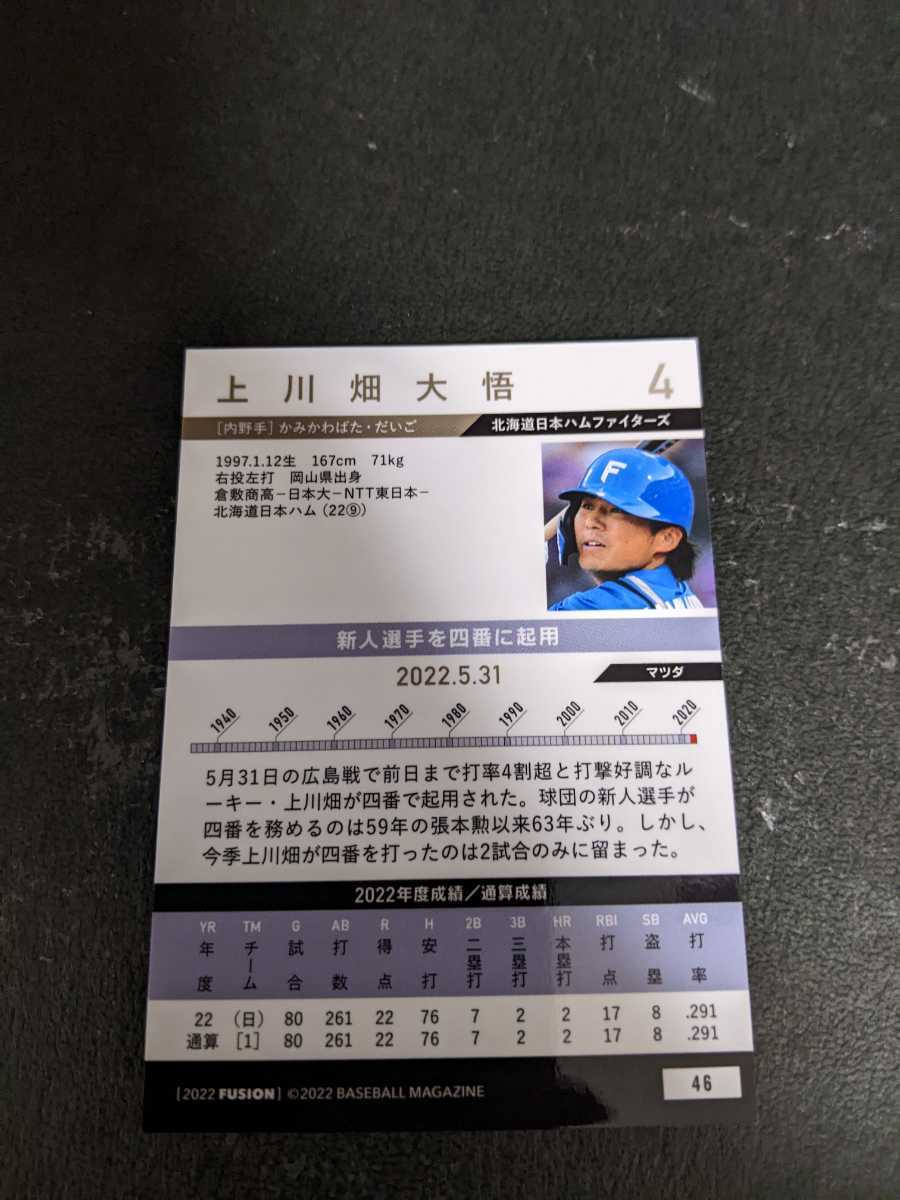 上川畑大悟 4
［内野手］かみかわばた・だいご 北海道日本ハムファイターズ
1997.1.12生 167cm 71kg
右投左打 岡山県出身
倉敷商高－日本大－NTT東日本－
北海道日本ハム（22⑨）
F
新人選手を四番に起用
2022.5.31 マツダ
1940 1950 1960 1970 1980 1990 2000 2010 2020
5月31日の広島戦で前日まで打率4割超と打撃好調なル
ーキー・上川畑が四番で起用された。球団の新人選手が
四番を務めるのは59年の張本勲以来63年ぶり。しかし、
今季上川畑が四番を打ったのは2試合のみに留まった。
2022年度成績／通算成績
YR TM G AB R H 2B 3B HR RBI SB AVG
年度 チーム 試合 打数 得点 安打 二塁打 三塁打 本塁打 打点 盗塁 打率
22 （日） 80 261 22 76 7 2 2 17 8 .291
通算 ［1］ 80 261 22 76 7 2 2 17 8 .291
［2022 FUSION］©2022 BASEBALL MAGAZINE 46